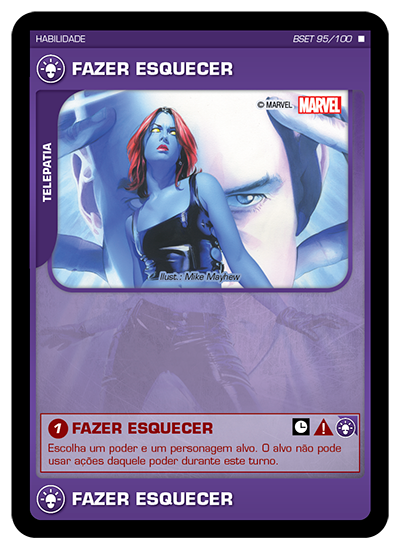 HABILIDADE
BSET 95/100
FAZER ESQUECER
TELEPATIA
© MARVEL
MARVEL
Ilust.: Mike Mayhew
1 FAZER ESQUECER
Escolha um poder e um personagem alvo. O alvo não pode
usar ações daquele poder durante este turno.
FAZER ESQUECER